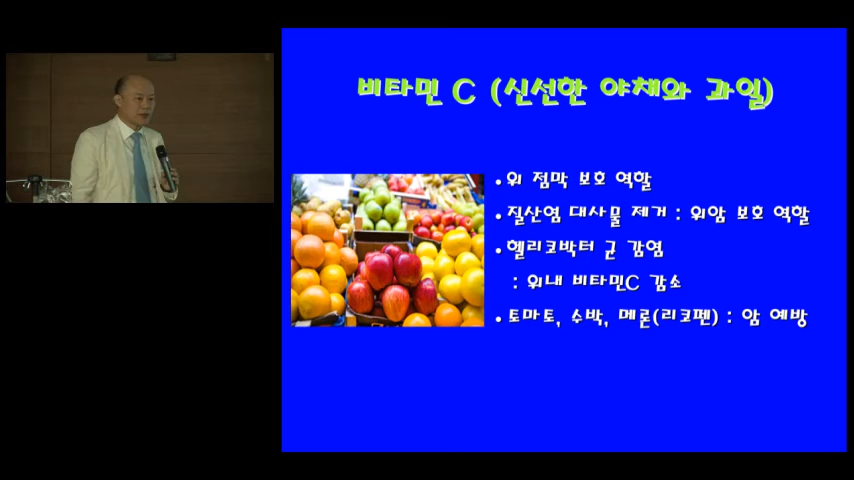 비타민 C (신선한 야채와 과일)
• 위 점막 보호 역할
• 질산염 대사물 제거 : 위암 보호 역할
• 헬리코박터 균 감염
: 위내 비타민C 감소
• 토마토, 수박, 메론(리코펜) : 암 예방